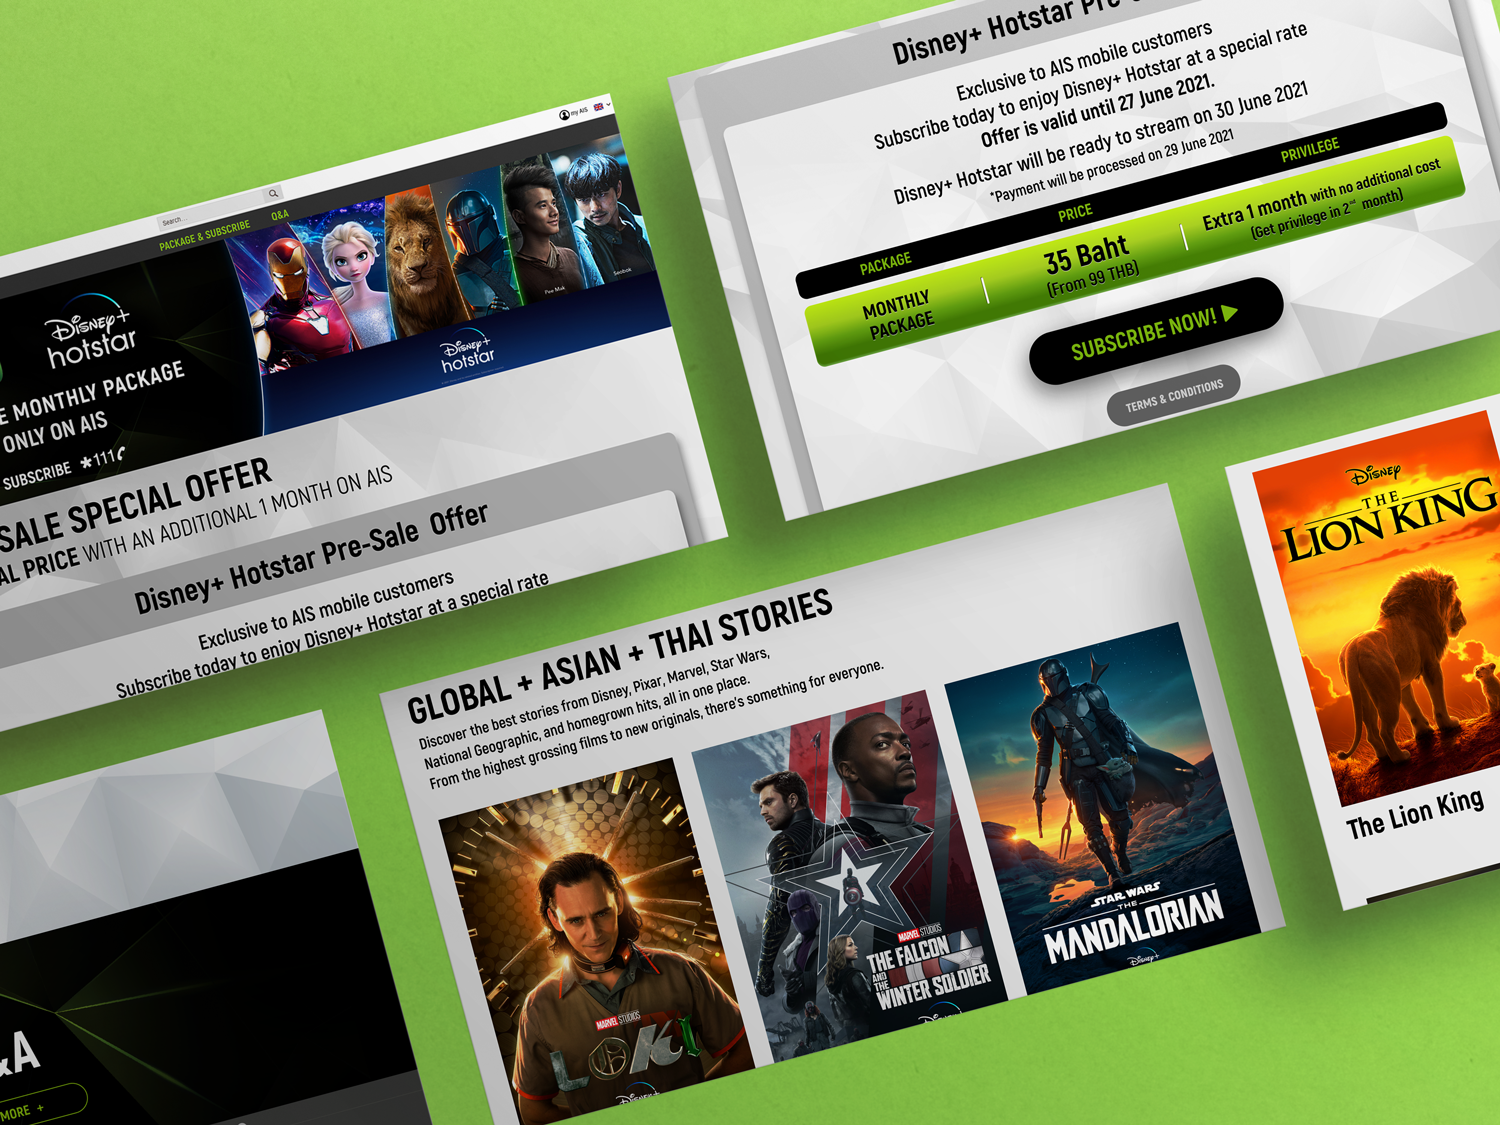 my AIS
Search ...
PACKAGE & SUBSCRIBE
Q&A
Disney+
hotstar
E MONTHLY PACKAGE
ONLY ON AIS
SUBSCRIBE *111
Pee Mak
Disney+
hotstar
SALE SPECIAL OFFER
AL PRICE WITH AN ADDITIONAL 1 MONTH ON AIS
Disney+ Hotstar Pre-Sale Offer
Exclusive to AIS mobile customers
Subscribe today to enjoy Disney+ Hotstar at a special rate
Disney+ Hotstar Pre-
Exclusive to AIS mobile customers
Subscribe today to enjoy Disney+ Hotstar at a special rate
Offer is valid until 27 June 2021.
Disney+ Hotstar will be ready to stream on 30 June 2021
*Payment will be processed on 29 June 2021
PACKAGE
PRICE
PRIVILEGE
MONTHLY
PACKAGE
35 Baht
(From 99 THB)
Extra 1 month with no additional cost
(Get privilege in 2nd month)
SUBSCRIBE NOW!
TERMS & CONDITIONS
GLOBAL + ASIAN + THAI STORIES
Discover the best stories from Disney, Pixar, Marvel, Star Wars,
National Geographic, and homegrown hits, all in one place.
From the highest grossing films to new originals, there's something for everyone.
MARVEL STUDIOS
LOKI
Disney+
MARVEL STUDIOS
THE FALCON
AND THE
WINTER SOLDIER
Disney+
STAR WARS
THE
MANDALORIAN
Disney+
Disney
THE
LION KING
The Lion King
&A
MORE +